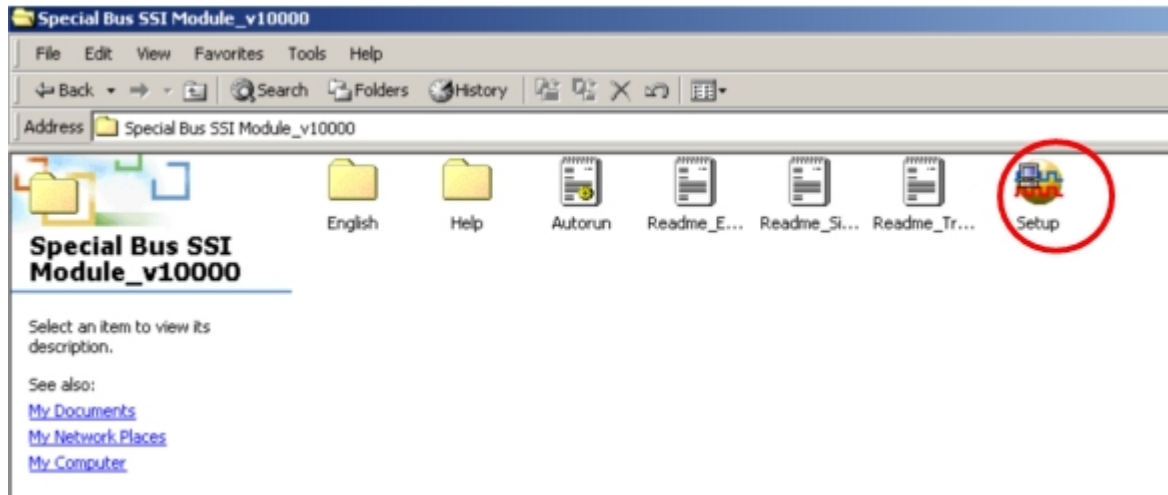 Special Bus SSI Module_v10000
File Edit View Favorites Tools Help
Back Search Folders History
Address Special Bus SSI Module_v10000
English Help Autorun Readme_E... Readme_Si... Readme_Tr... Setup
Special Bus SSI
Module_v10000
Select an item to view its
description.
See also:
My Documents
My Network Places
My Computer